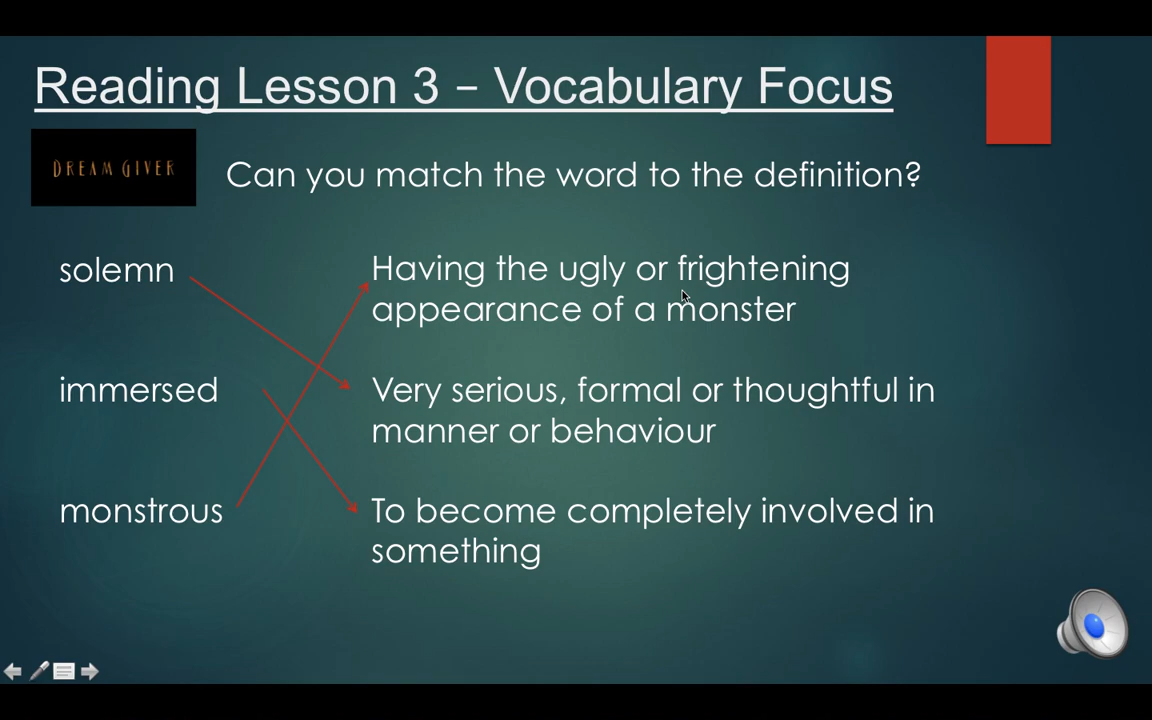 Reading Lesson 3 – Vocabulary Focus
DREAM GIVER
Can you match the word to the definition?
solemn
Having the ugly or frightening
appearance of a monster
immersed
Very serious, formal or thoughtful in
manner or behaviour
monstrous
To become completely involved in
something